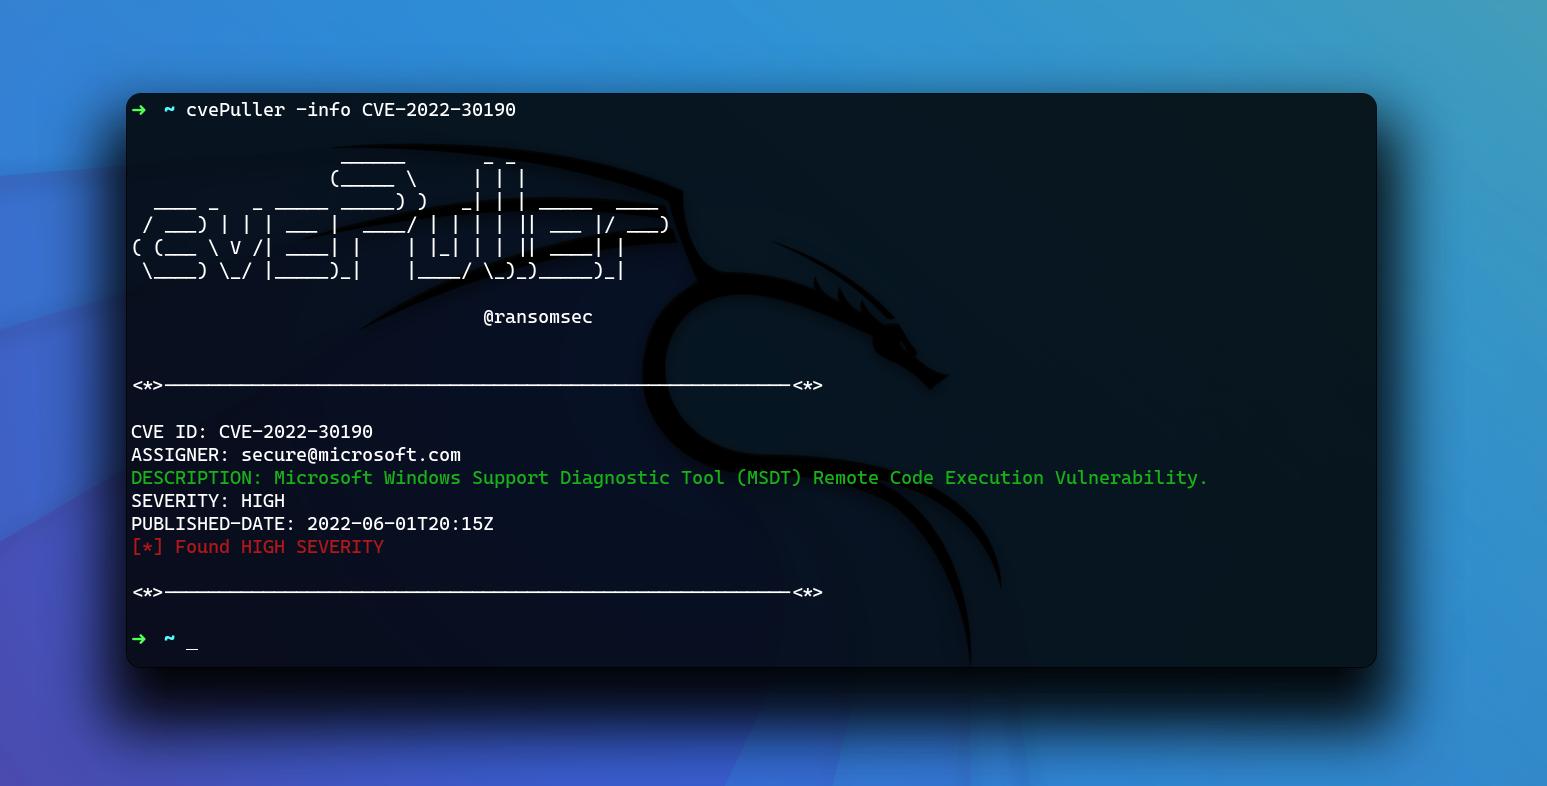 ➜ ~ cvePuller -info CVE-2022-30190
cvePuller
@ransomsec
<*>────────────────────────────────────────<*>
CVE ID: CVE-2022-30190
ASSIGNER: secure@microsoft.com
DESCRIPTION: Microsoft Windows Support Diagnostic Tool (MSDT) Remote Code Execution Vulnerability.
SEVERITY: HIGH
PUBLISHED-DATE: 2022-06-01T20:15Z
[*] Found HIGH SEVERITY
<*>────────────────────────────────────────<*>
➜ ~ _